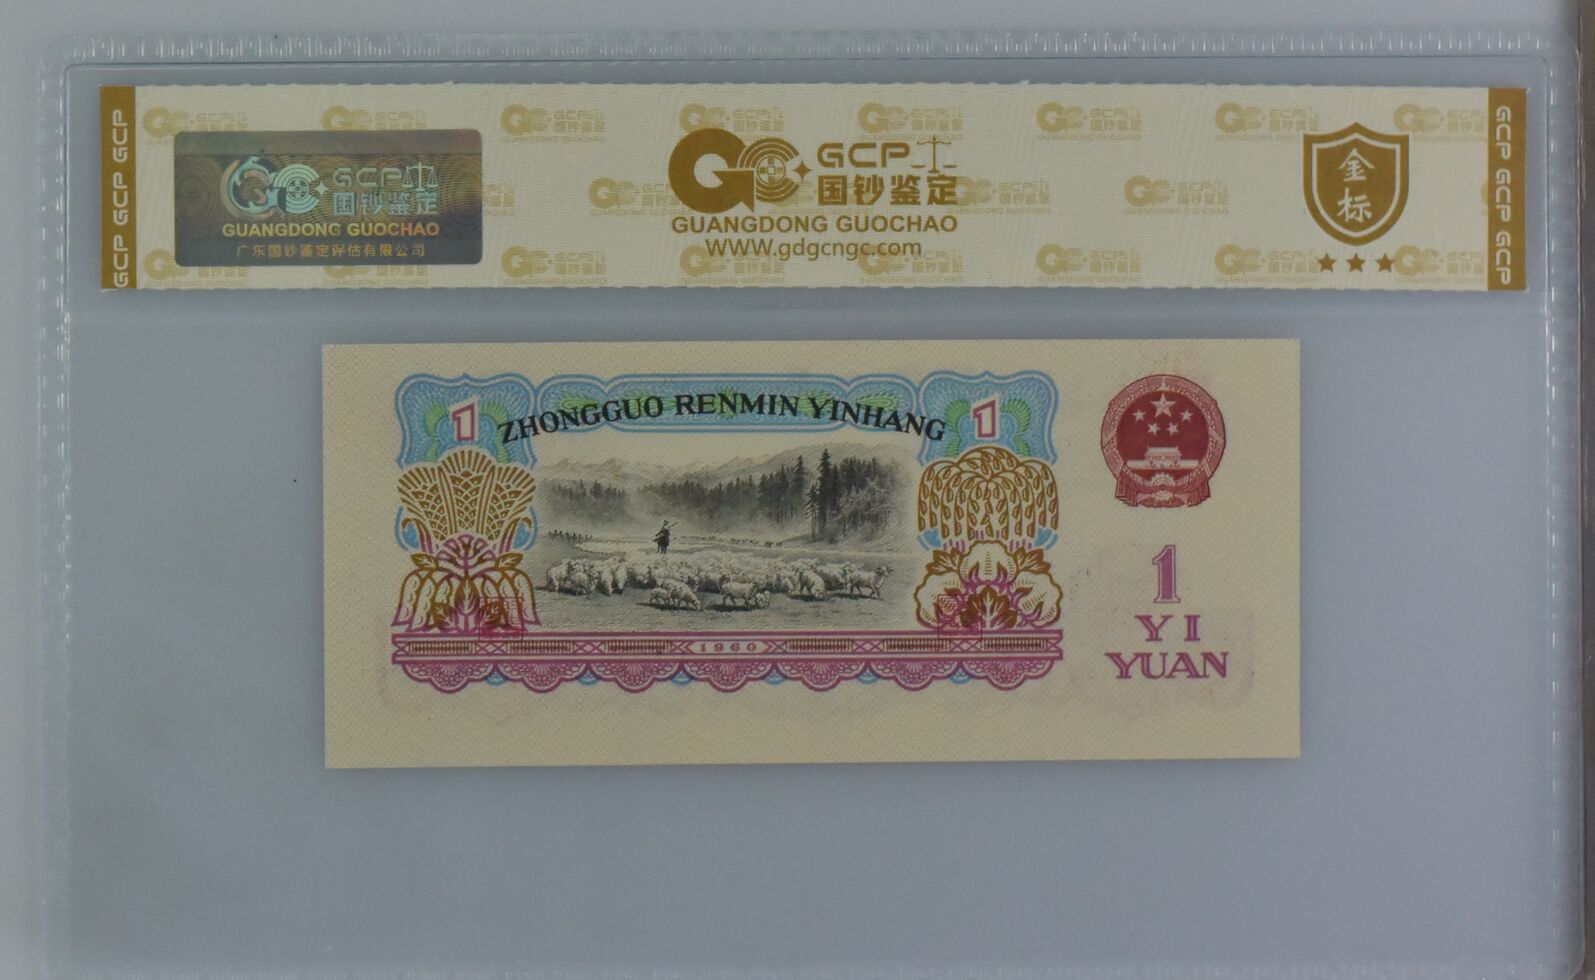 GCP GCP GCP
GCP
国钞鉴定
GUANGDONG GUOCHAO
广东国钞鉴定评估有限公司
GCP
国钞鉴定
GUANGDONG GUOCHAO
WWW.gdgcngc.com
金
标
GCP GCP GCP
ZHONGGUO RENMIN YINHANG
1
1
1960
1
YI
YUAN